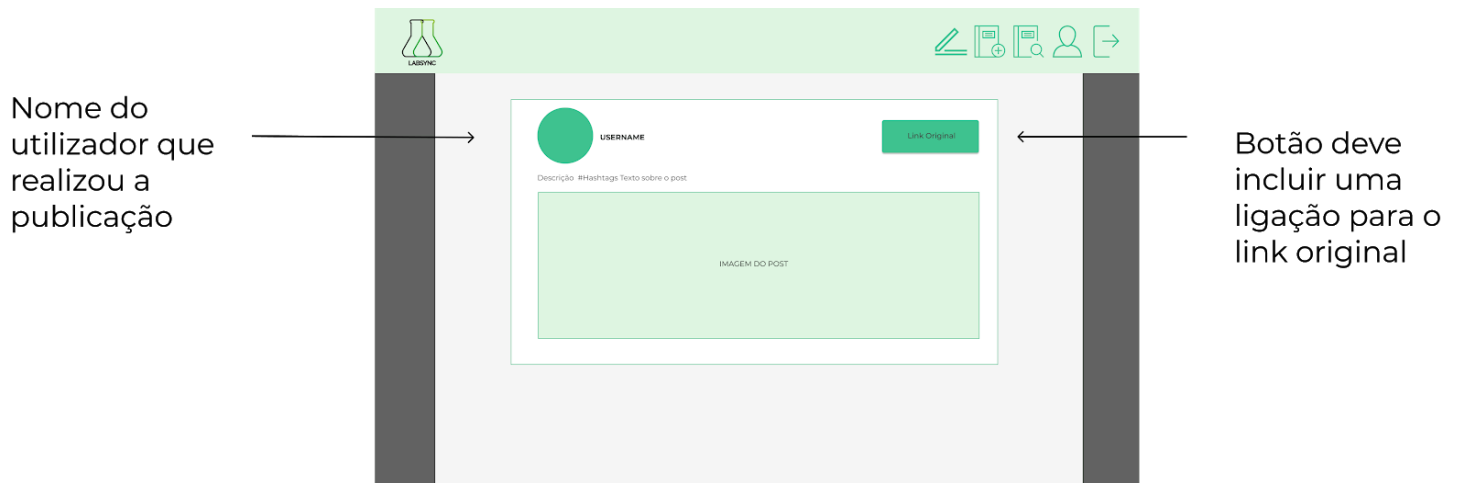 LABSYNC
Nome do
utilizador que
realizou a
publicação
USERNAME
Link Original
Descrição #Hashtags Texto sobre o post
IMAGEM DO POST
Botão deve
incluir uma
ligação para o
link original